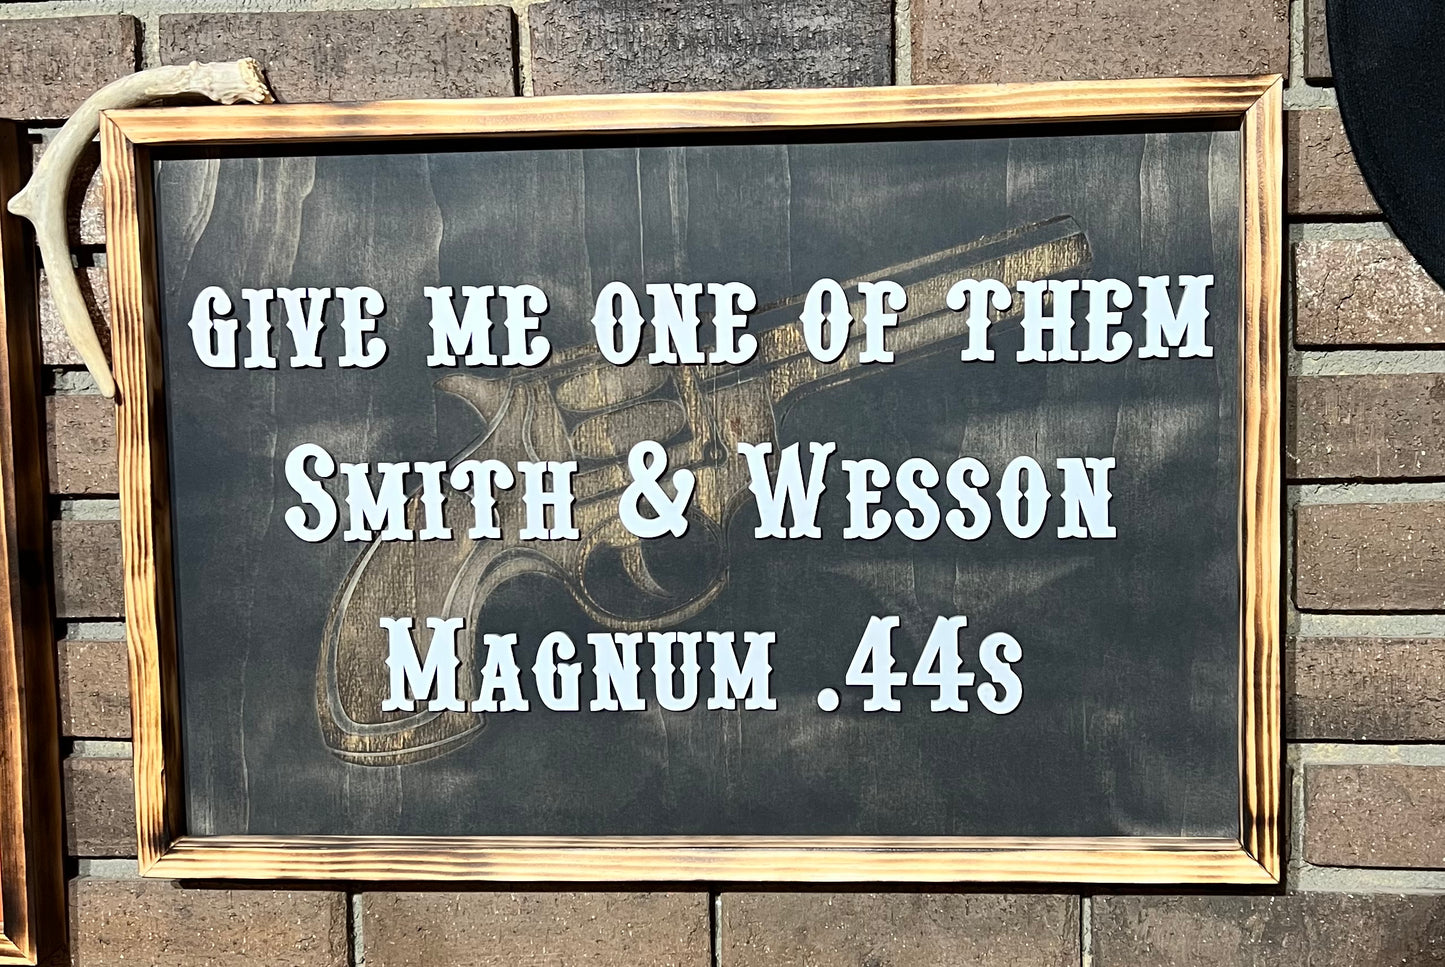 GIVE ME ONE OF THEM
SMITH & WESSON
MAGNUM .44S